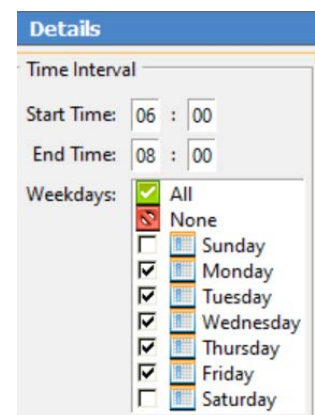 Details
Time Interval
Start Time: 06 : 00
End Time: 08 : 00
Weekdays: All
None
Sunday
Monday
Tuesday
Wednesday
Thursday
Friday
Saturday